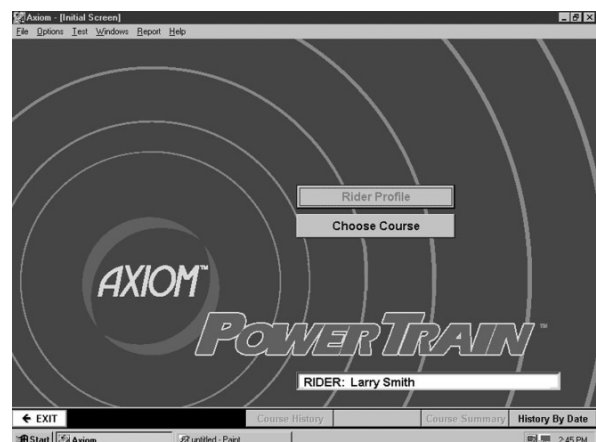 Axiom - [Initial Screen]
File Options Test Windows Report Help
Rider Profile
Choose Course
AXIOM™
POWERTRAIN™
RIDER: Larry Smith
← EXIT Course History Course Summary History By Date
Start Axiom untitled - Paint 2:45 PM